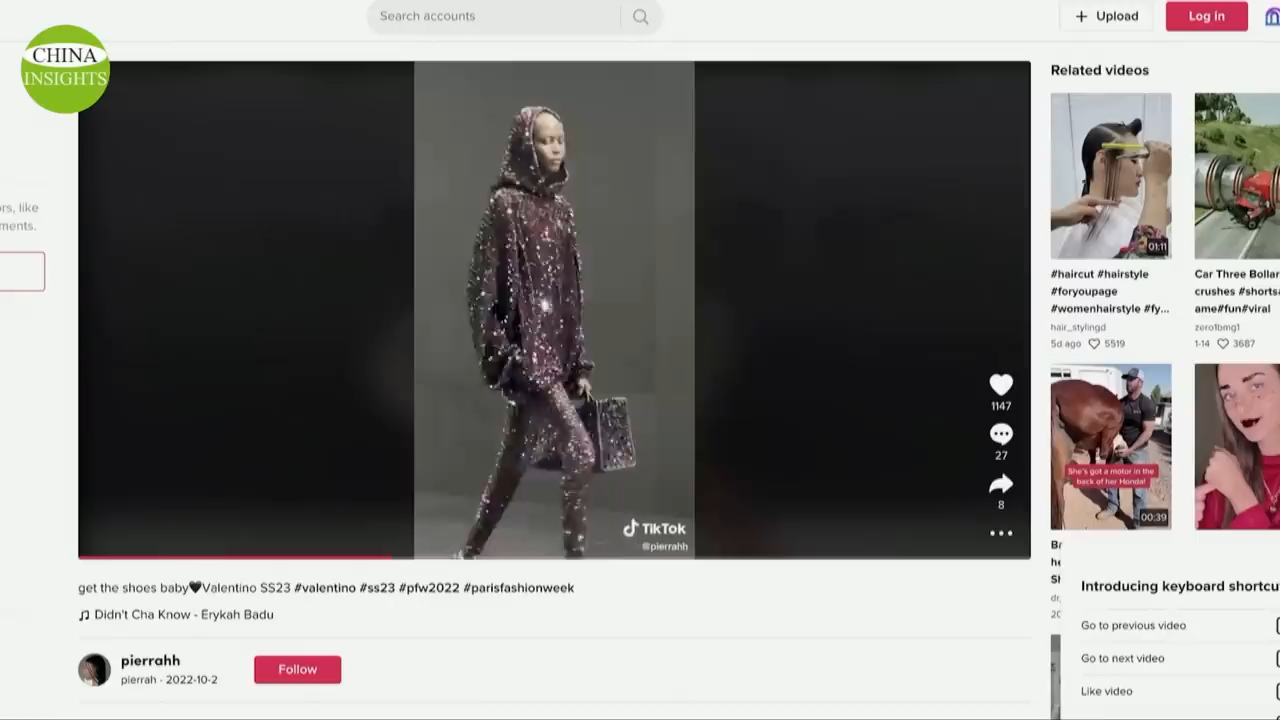 Search accounts
Upload
Log in
CHINA
INSIGHTS
rs, like
ments.
1147
27
8
TikTok
@pierrahh
get the shoes baby🖤Valentino SS23 #valentino #ss23 #pfw2022 #parisfashionweek
Didn't Cha Know - Erykah Badu
pierrahh
pierrah · 2022-10-2
Follow
Related videos
01:11
#haircut #hairstyle
#foryoupage
#womenhairstyle #fy...
hair_stylingd
5d ago 5519
Car Three Bollar
crushes #shorts
ame#fun#viral
zero1bmg1
1-14 3687
She's got a motor in the
back of her Honda!
00:39
Introducing keyboard shortcu
Go to previous video
Go to next video
Like video